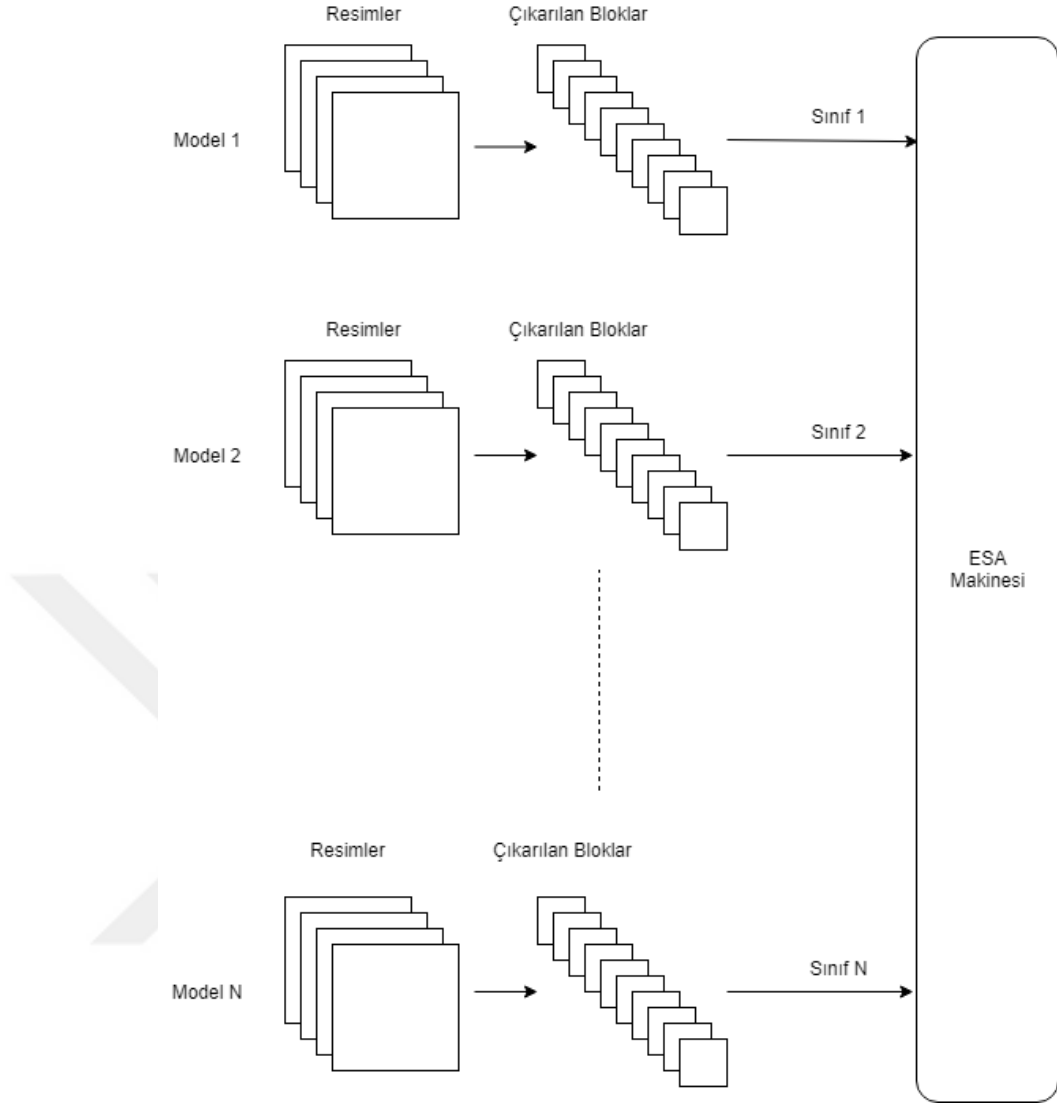 Resimler
Çıkarılan Bloklar
Model 1
Sınıf 1
Resimler
Çıkarılan Bloklar
Model 2
Sınıf 2
ESA
Makinesi
Resimler
Çıkarılan Bloklar
Model N
Sınıf N